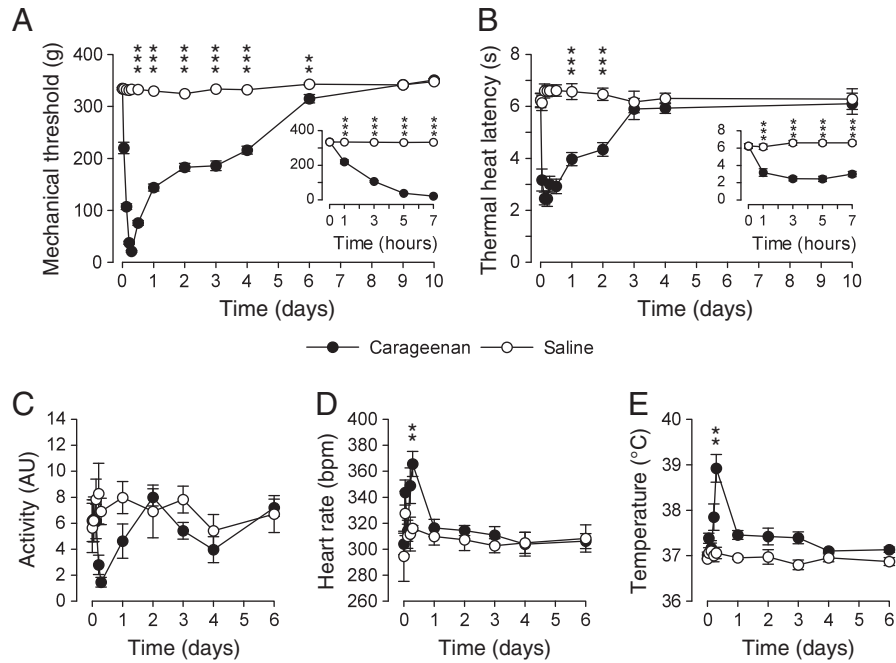 A
Mechanical threshold (g)
400
300
200
100
0
*** *** *** *** *** **
0 1 2 3 4 5 6 7 8 9 10
Time (days)
400
200
0
*** *** *** ***
1 3 5 7
Time (hours)
B
Thermal heat latency (s)
8
6
4
2
0
*** ***
0 1 2 3 4 5 6 7 8 9 10
Time (days)
6
4
2
0
*** *** *** ***
1 3 5 7
Time (hours)
Carageenan Saline
C
Activity (AU)
14
12
10
8
6
4
2
0
0 1 2 3 4 5 6
Time (days)
D
Heart rate (bpm)
400
380
360
340
320
300
280
260
**
0 1 2 3 4 5 6
Time (days)
E
Temperature (°C)
40
39
38
37
36
**
0 1 2 3 4 5 6
Time (days)